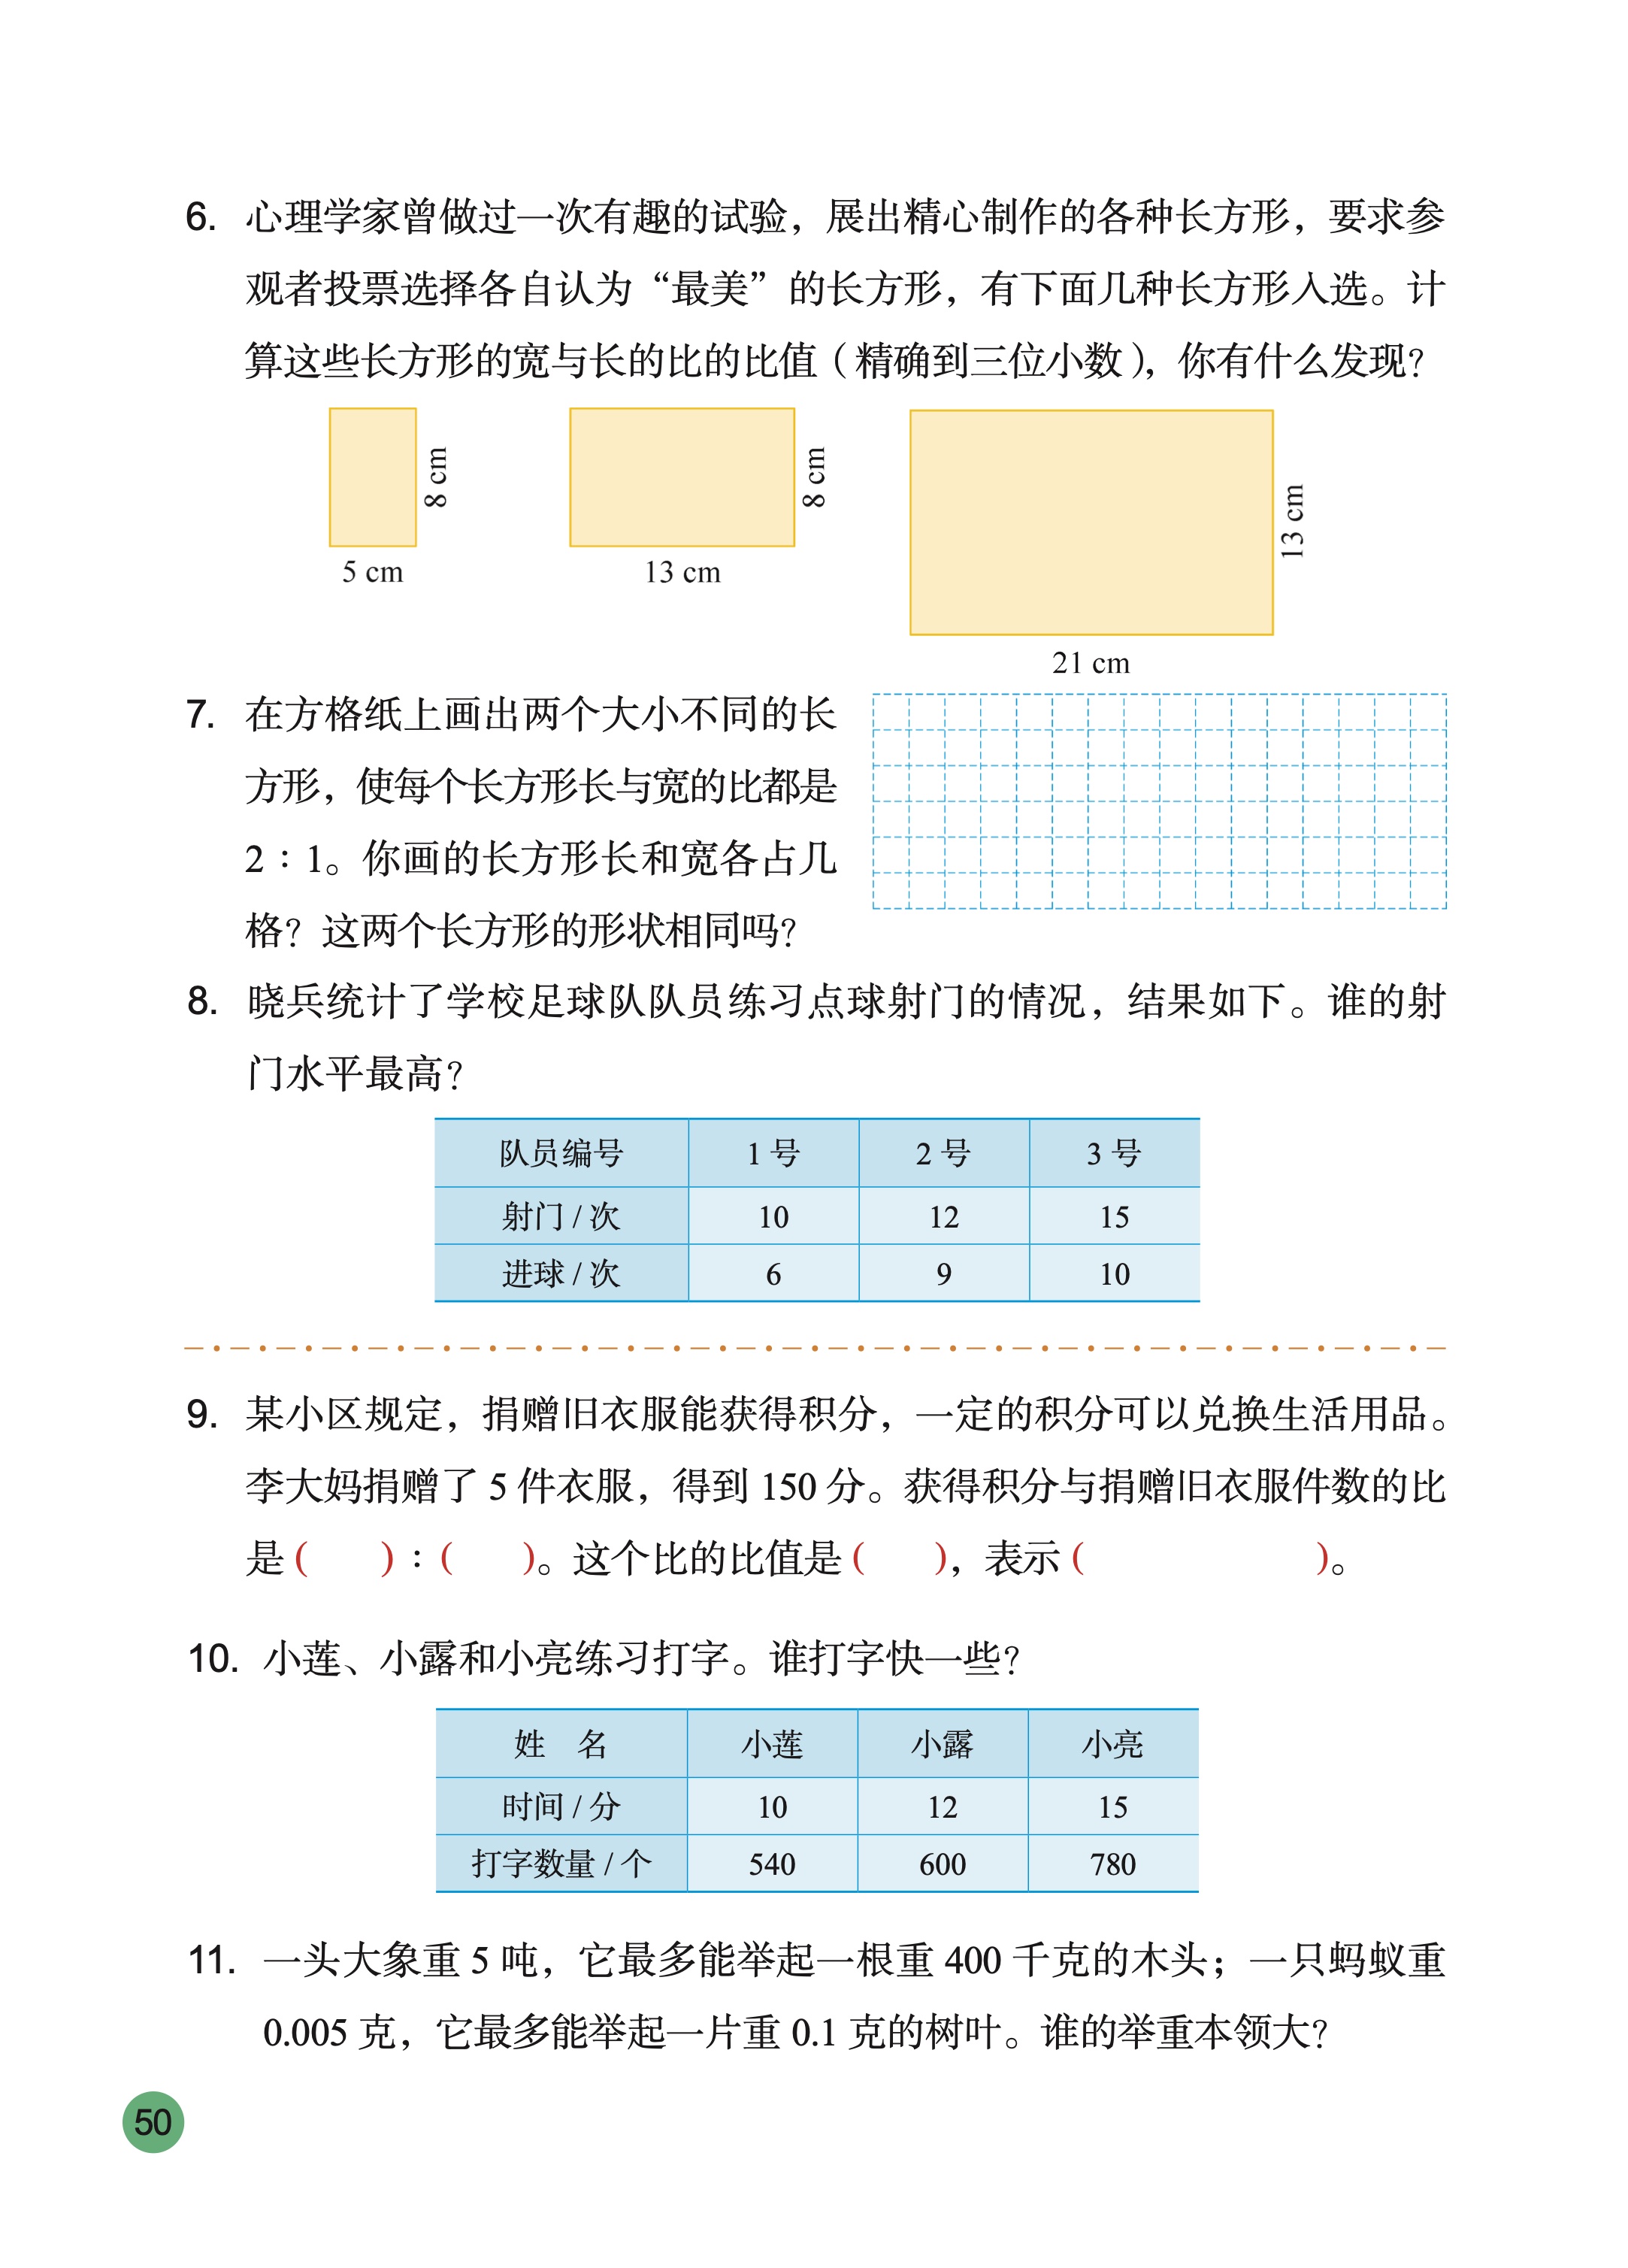 6. 心理学家曾做过一次有趣的试验，展出精心制作的各种长方形，要求参
观者投票选择各自认为“最美”的长方形，有下面几种长方形入选。计
算这些长方形的宽与长的比的比值（精确到三位小数），你有什么发现？
8 cm
5 cm
8 cm
13 cm
13 cm
21 cm
7. 在方格纸上画出两个大小不同的长
方形，使每个长方形长与宽的比都是
2∶1。你画的长方形长和宽各占几
格？这两个长方形的形状相同吗？
8. 晓兵统计了学校足球队队员练习点球射门的情况，结果如下。谁的射
门水平最高？
队员编号 1 号 2 号 3 号
射门 / 次 10 12 15
进球 / 次 6 9 10
9. 某小区规定，捐赠旧衣服能获得积分，一定的积分可以兑换生活用品。
李大妈捐赠了 5 件衣服，得到 150 分。获得积分与捐赠旧衣服件数的比
是（　　）∶（　　）。这个比的比值是（　　），表示（　　　　　　）。
10. 小莲、小露和小亮练习打字。谁打字快一些？
姓　名 小莲 小露 小亮
时间 / 分 10 12 15
打字数量 / 个 540 600 780
11. 一头大象重 5 吨，它最多能举起一根重 400 千克的木头；一只蚂蚁重
0.005 克，它最多能举起一片重 0.1 克的树叶。谁的举重本领大？
50